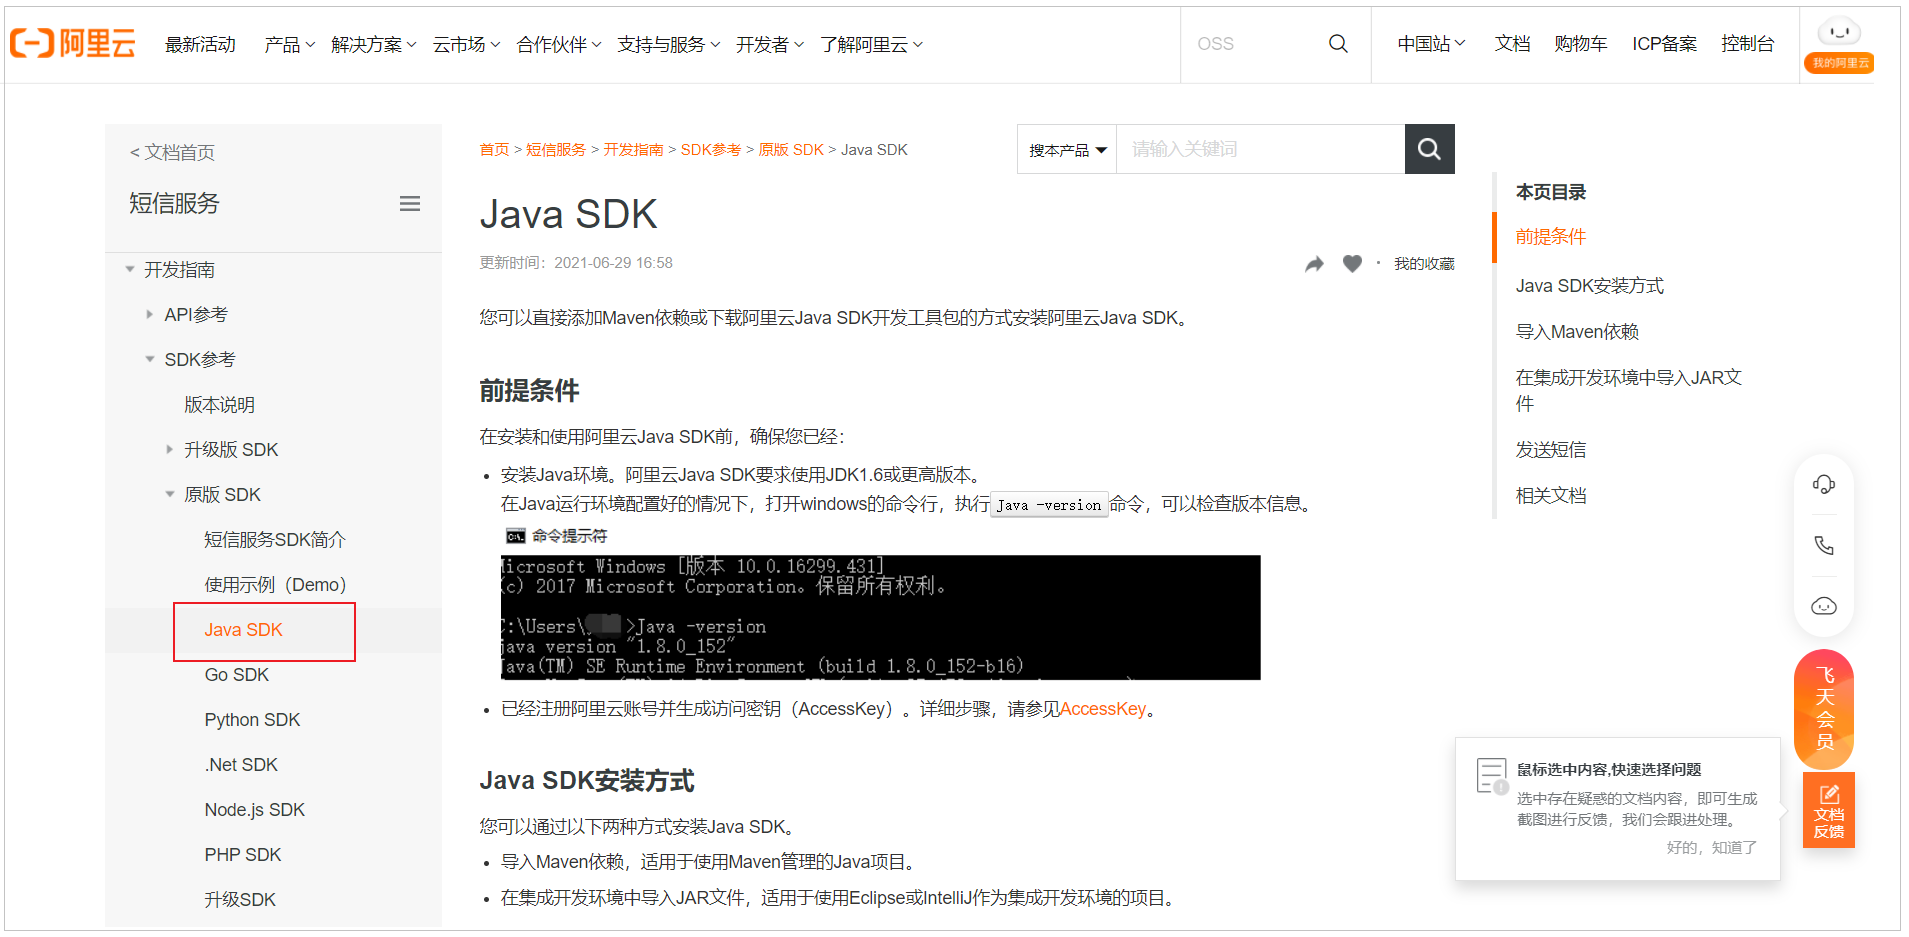 阿里云
最新活动 产品 解决方案 云市场 合作伙伴 支持与服务 开发者 了解阿里云
OSS
中国站 文档 购物车 ICP备案 控制台
我的阿里云
< 文档首页
短信服务
开发指南
API参考
SDK参考
版本说明
升级版 SDK
原版 SDK
短信服务SDK简介
使用示例（Demo）
Java SDK
Go SDK
Python SDK
.Net SDK
Node.js SDK
PHP SDK
升级SDK
首页 > 短信服务 > 开发指南 > SDK参考 > 原版 SDK > Java SDK
搜本产品 请输入关键词
Java SDK
更新时间：2021-06-29 16:58
· 我的收藏
您可以直接添加Maven依赖或下载阿里云Java SDK开发工具包的方式安装阿里云Java SDK。
前提条件
在安装和使用阿里云Java SDK前，确保您已经：
• 安装Java环境。阿里云Java SDK要求使用JDK1.6或更高版本。
在Java运行环境配置好的情况下，打开windows的命令行，执行Java -version命令，可以检查版本信息。
命令提示符
Microsoft Windows [版本 10.0.16299.431]
(c) 2017 Microsoft Corporation。保留所有权利。
C:\Users\ >Java -version
java version "1.8.0_152"
Java(TM) SE Runtime Environment (build 1.8.0_152-b16)
• 已经注册阿里云账号并生成访问密钥（AccessKey）。详细步骤，请参见AccessKey。
Java SDK安装方式
您可以通过以下两种方式安装Java SDK。
• 导入Maven依赖，适用于使用Maven管理的Java项目。
• 在集成开发环境中导入JAR文件，适用于使用Eclipse或IntelliJ作为集成开发环境的项目。
本页目录
前提条件
Java SDK安装方式
导入Maven依赖
在集成开发环境中导入JAR文
件
发送短信
相关文档
飞
天
会
员
鼠标选中内容,快速选择问题
选中存在疑惑的文档内容，即可生成
截图进行反馈，我们会跟进处理。
好的，知道了
文档
反馈